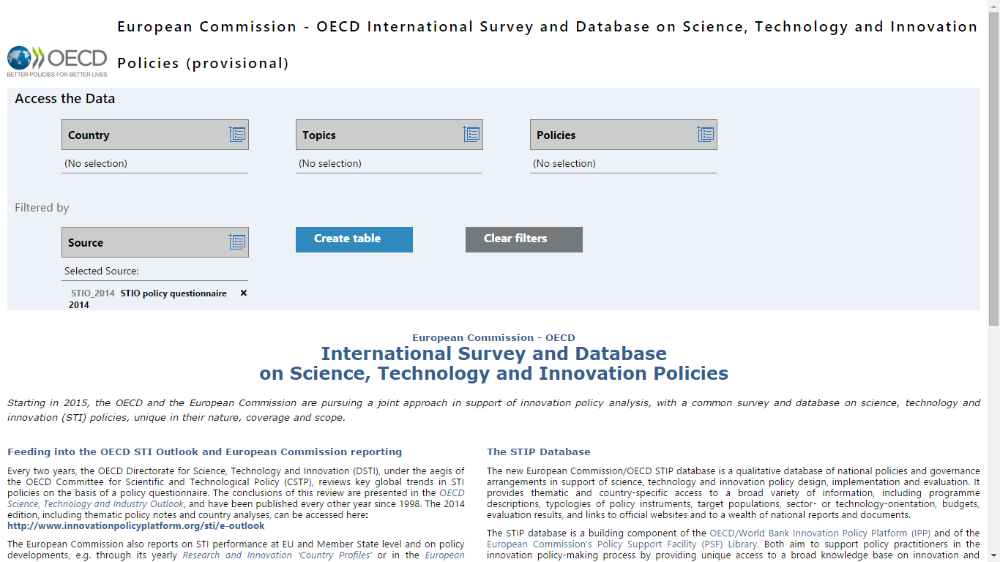 European Commission - OECD International Survey and Database on Science, Technology and Innovation
Policies (provisional)
OECD
BETTER POLICIES FOR BETTER LIVES
Access the Data
Country
Topics
Policies
(No selection)
(No selection)
(No selection)
Filtered by
Source
Create table
Clear filters
Selected Source:
STIO_2014 STIO policy questionnaire
2014
European Commission - OECD
International Survey and Database
on Science, Technology and Innovation Policies
Starting in 2015, the OECD and the European Commission are pursuing a joint approach in support of innovation policy analysis, with a common survey and database on science, technology and
innovation (STI) policies, unique in their nature, coverage and scope.
Feeding into the OECD STI Outlook and European Commission reporting
Every two years, the OECD Directorate for Science, Technology and Innovation (DSTI), under the aegis of
the OECD Committee for Scientific and Technological Policy (CSTP), reviews key global trends in STI
policies on the basis of a policy questionnaire. The conclusions of this review are presented in the OECD
Science, Technology and Industry Outlook, and have been published every other year since 1998. The 2014
edition, including thematic policy notes and country analyses, can be accessed here:
http://www.innovationpolicyplatform.org/sti/e-outlook
The European Commission also reports on STI performance at EU and Member State level and on policy
developments, e.g. through its yearly Research and Innovation 'Country Profiles' or in the European
The STIP Database
The new European Commission/OECD STIP database is a qualitative database of national policies and governance
arrangements in support of science, technology and innovation policy design, implementation and evaluation. It
provides thematic and country-specific access to a broad variety of information, including programme
descriptions, typologies of policy instruments, target populations, sector- or technology-orientation, budgets,
evaluation results, and links to official websites and to a wealth of national reports and documents.
The STIP database is a building component of the OECD/World Bank Innovation Policy Platform (IPP) and of the
European Commission's Policy Support Facility (PSF) Library. Both aim to support policy practitioners in the
innovation policy-making process by providing unique access to a broad knowledge base on innovation and